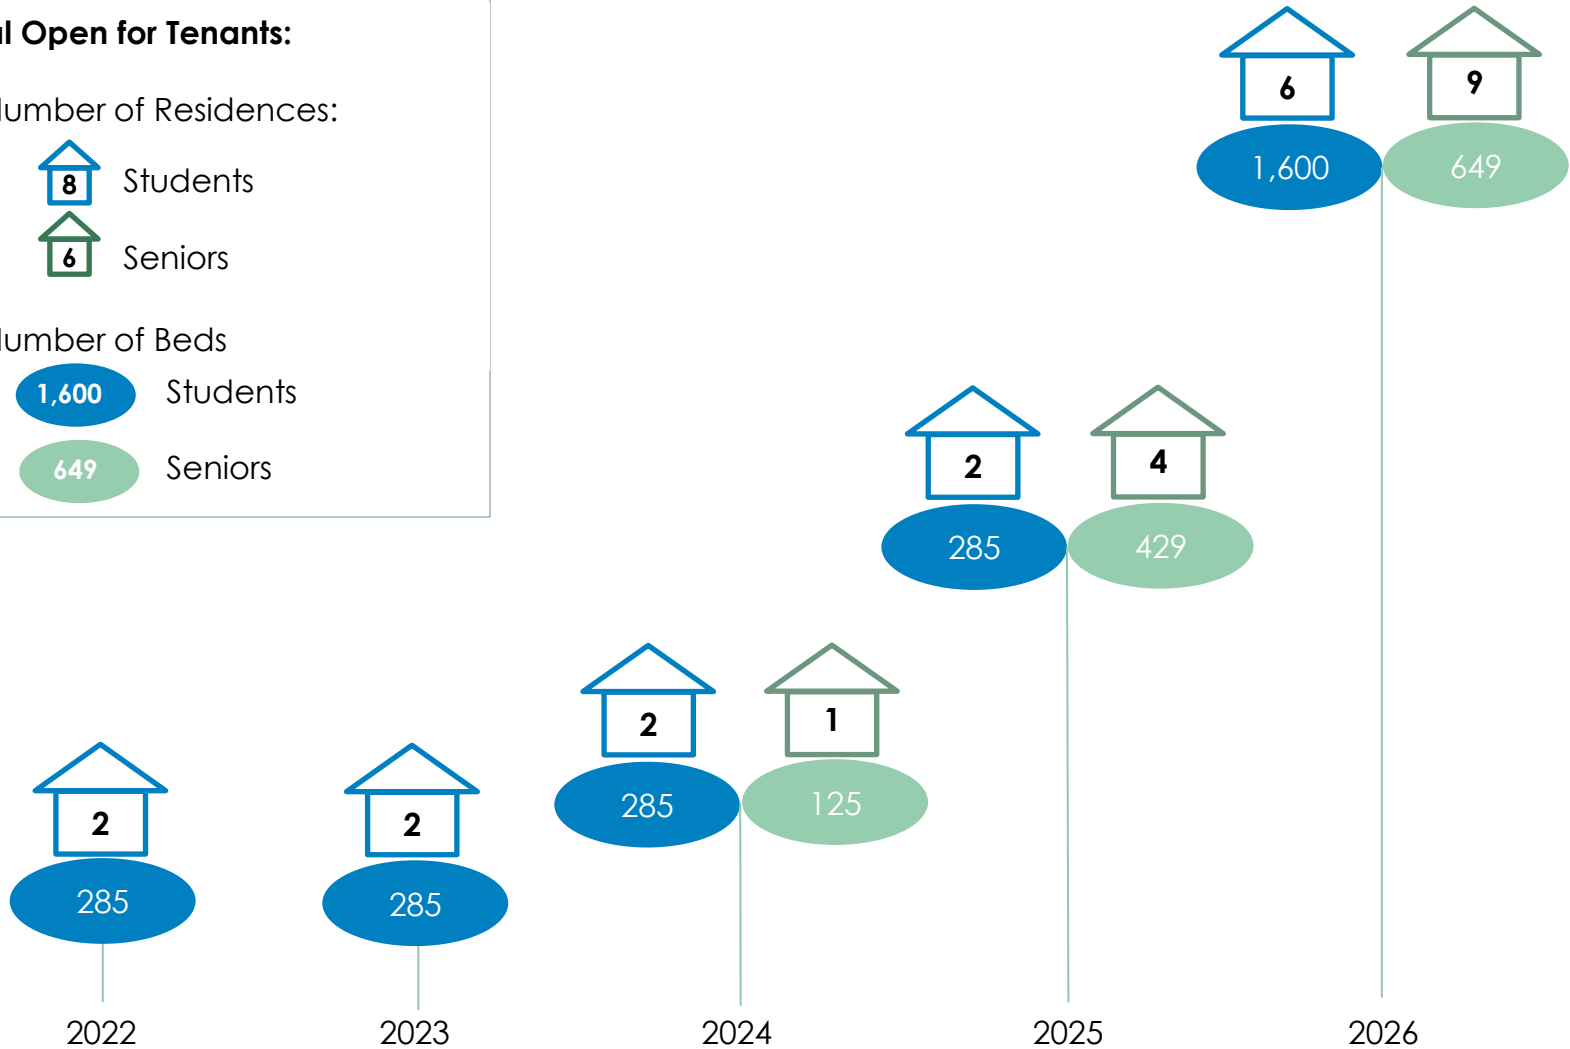 l Open for Tenants:
umber of Residences:
8 Students
6 Seniors
umber of Beds
1,600 Students
649 Seniors
6 9
1,600 649
2 4
285 429
2 1
285 125
2 2
285 285
2022 2023 2024 2025 2026